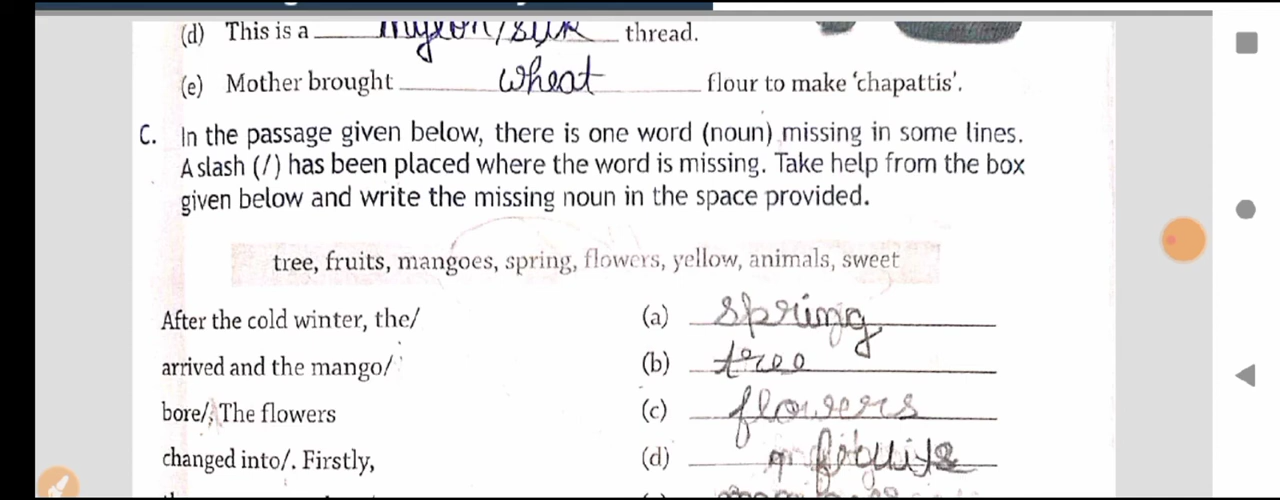 (d) This is a nylon/silk thread.
(e) Mother brought wheat flour to make 'chapattis'.
C. In the passage given below, there is one word (noun) missing in some lines.
A slash (/) has been placed where the word is missing. Take help from the box
given below and write the missing noun in the space provided.
tree, fruits, mangoes, spring, flowers, yellow, animals, sweet
After the cold winter, the/ (a) spring
arrived and the mango/ (b) tree
bore/. The flowers (c) flowers
changed into/. Firstly, (d)